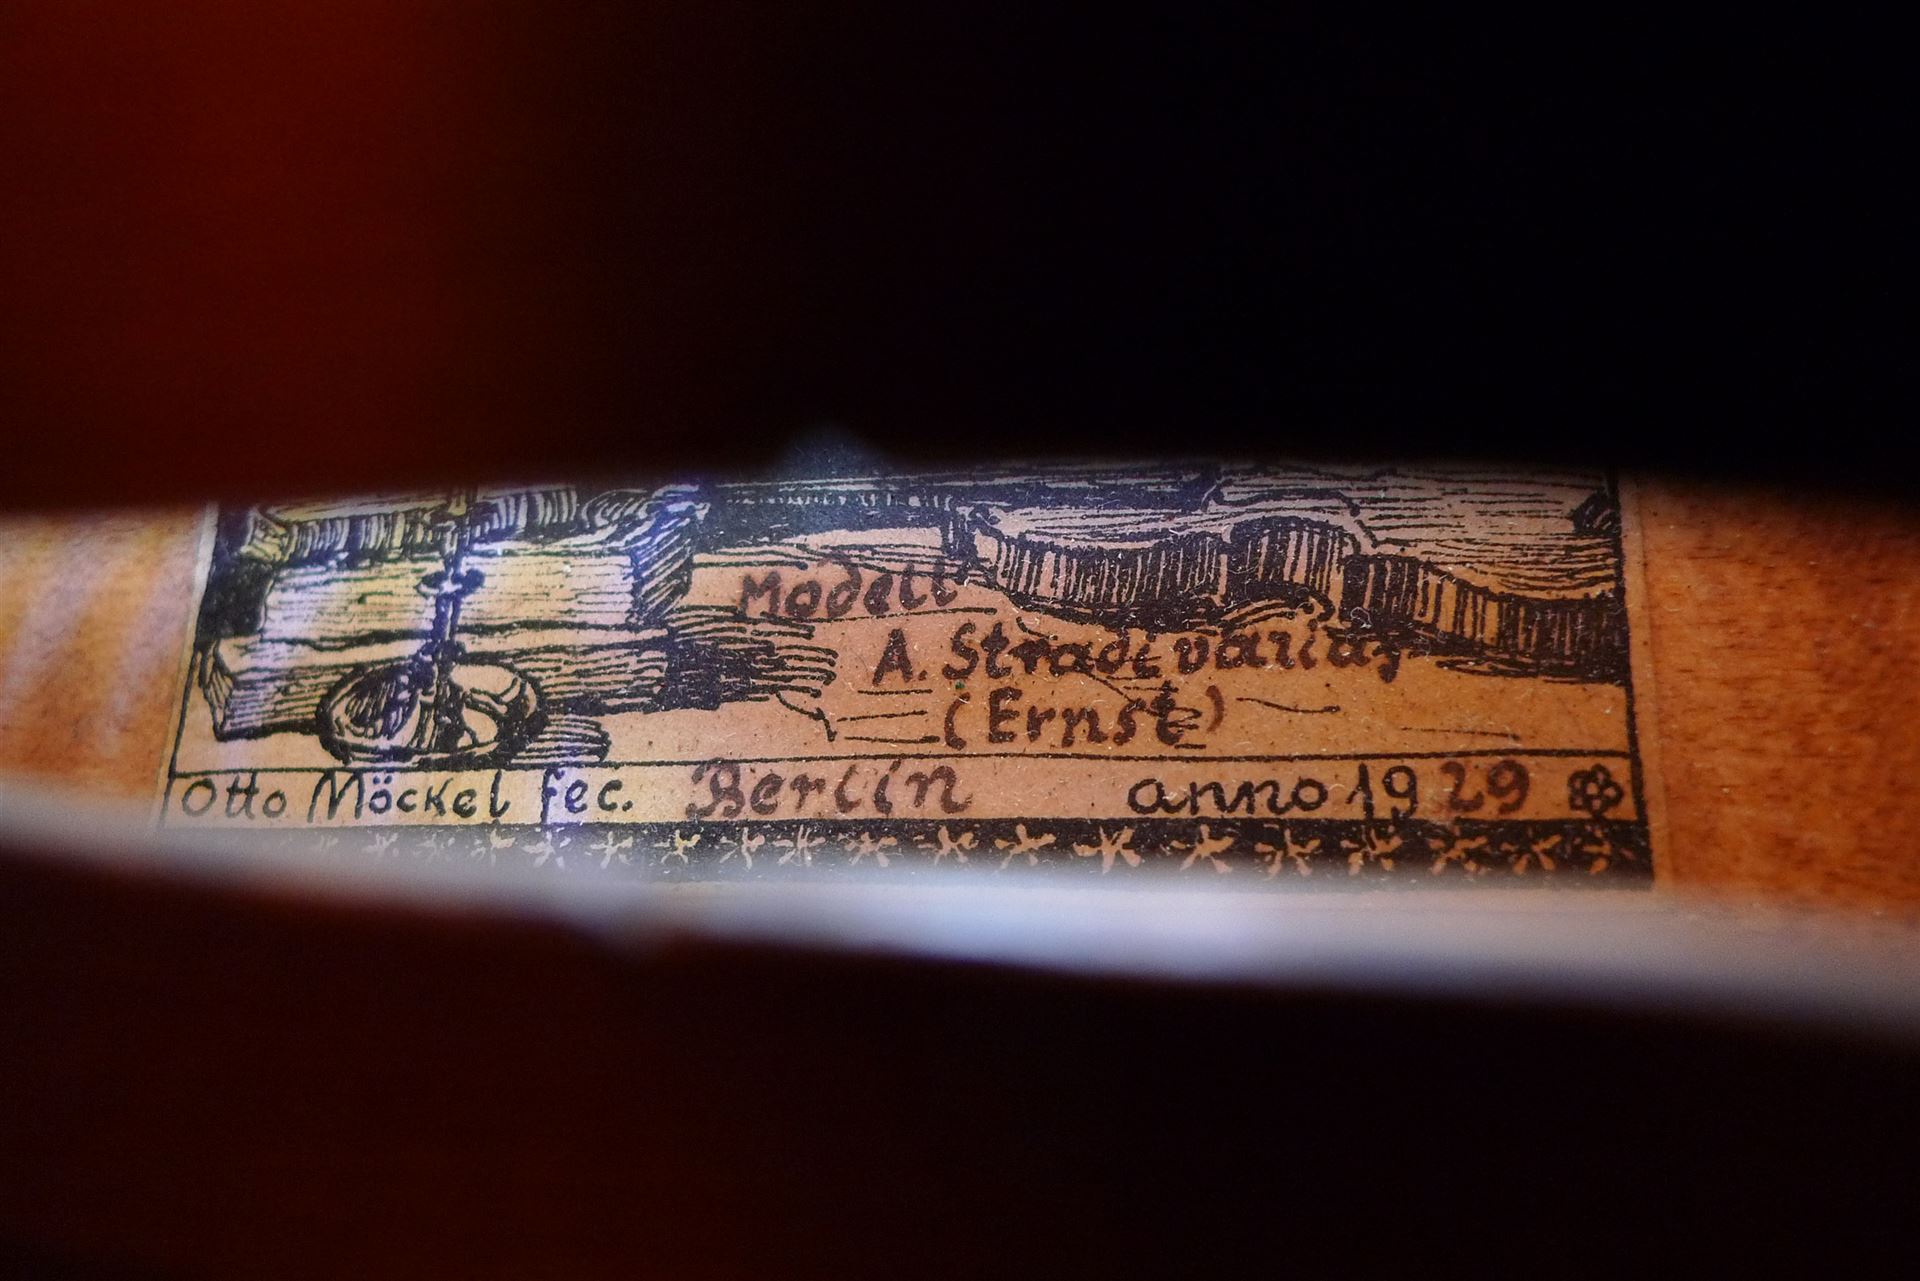 Modell
A. Stradivarius
(Ernst)
Otto Möckel fec. Berlin anno 1929